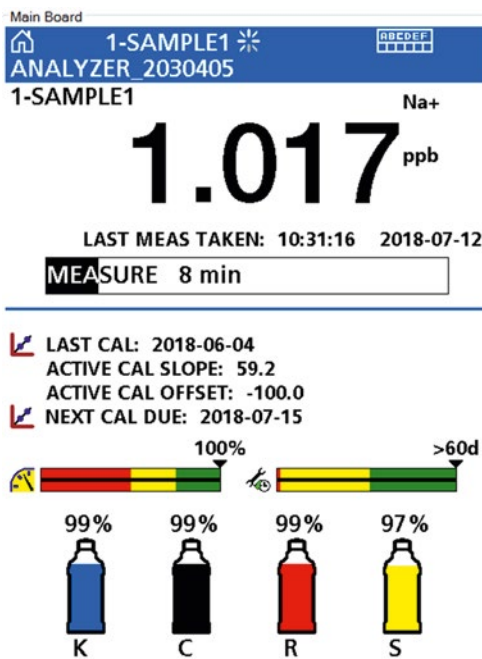 Main Board
1-SAMPLE1
ABCDEF
ANALYZER_2030405
1-SAMPLE1
Na+
1.017 ppb
LAST MEAS TAKEN: 10:31:16 2018-07-12
MEASURE 8 min
LAST CAL: 2018-06-04
ACTIVE CAL SLOPE: 59.2
ACTIVE CAL OFFSET: -100.0
NEXT CAL DUE: 2018-07-15
100% >60d
99% 99% 99% 97%
K C R S